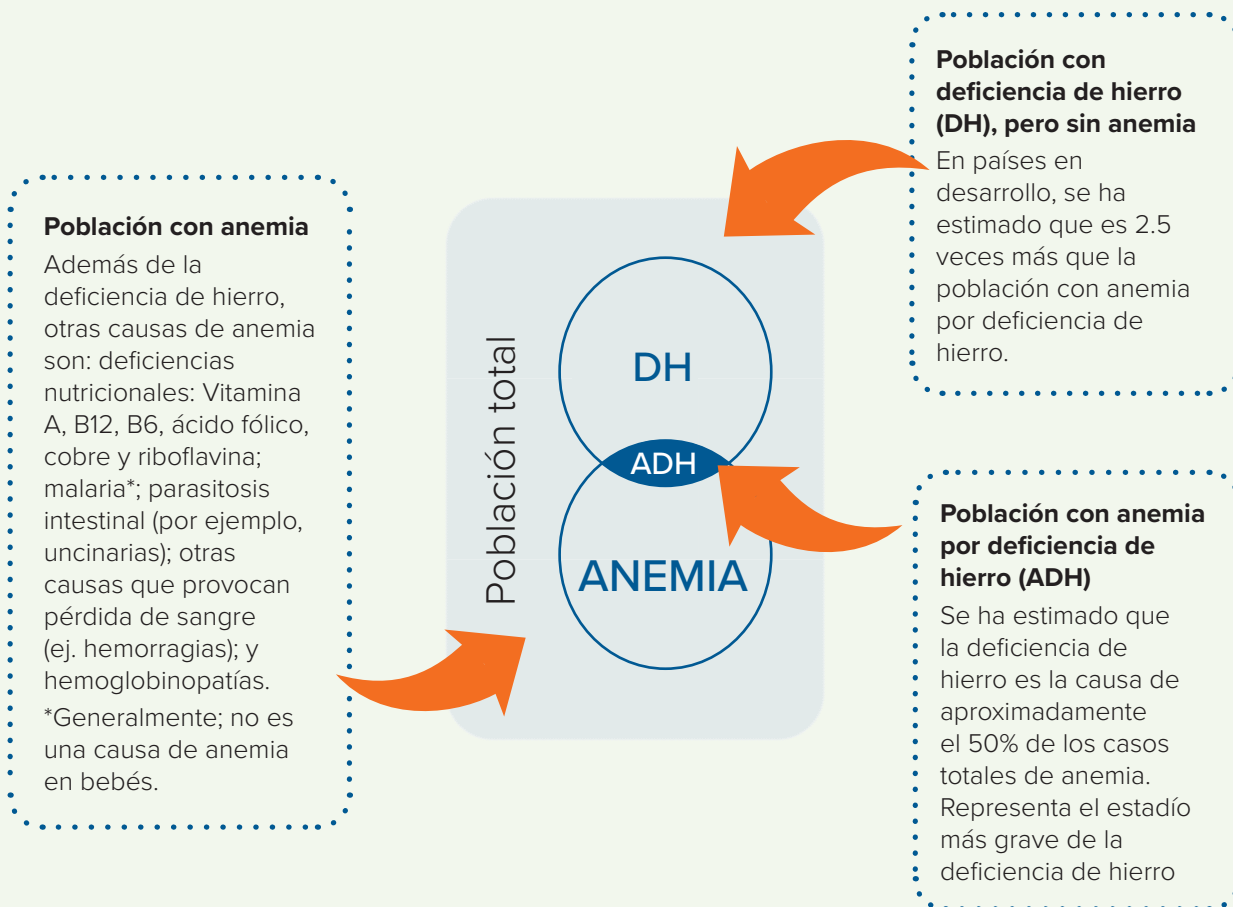 Población con anemia
Además de la
deficiencia de hierro,
otras causas de anemia
son: deficiencias
nutricionales: Vitamina
A, B12, B6, ácido fólico,
cobre y riboflavina;
malaria*; parasitosis
intestinal (por ejemplo,
uncinarias); otras
causas que provocan
pérdida de sangre
(ej. hemorragias); y
hemoglobinopatías.
*Generalmente; no es
una causa de anemia
en bebés.
Población total
DH
ADH
ANEMIA
Población con
deficiencia de hierro
(DH), pero sin anemia
En países en
desarrollo, se ha
estimado que es 2.5
veces más que la
población con anemia
por deficiencia de
hierro.
Población con anemia
por deficiencia de
hierro (ADH)
Se ha estimado que
la deficiencia de
hierro es la causa de
aproximadamente
el 50% de los casos
totales de anemia.
Representa el estadío
más grave de la
deficiencia de hierro